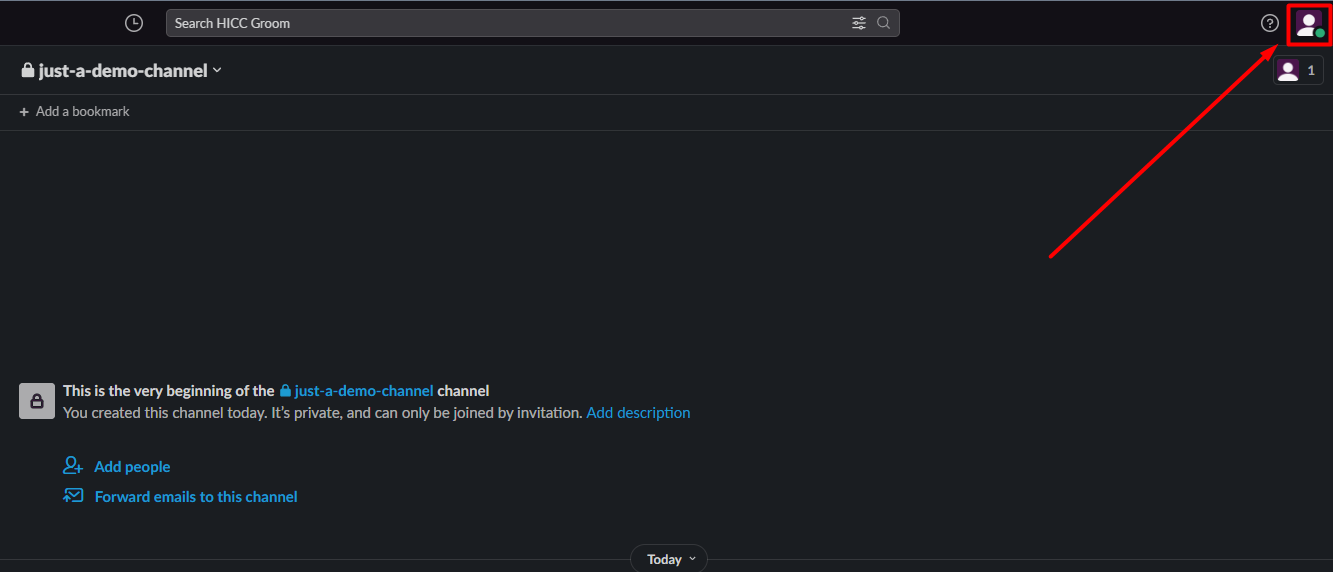 Search HICC Groom
just-a-demo-channel
1
+ Add a bookmark
This is the very beginning of the just-a-demo-channel channel
You created this channel today. It’s private, and can only be joined by invitation. Add description
Add people
Forward emails to this channel
Today